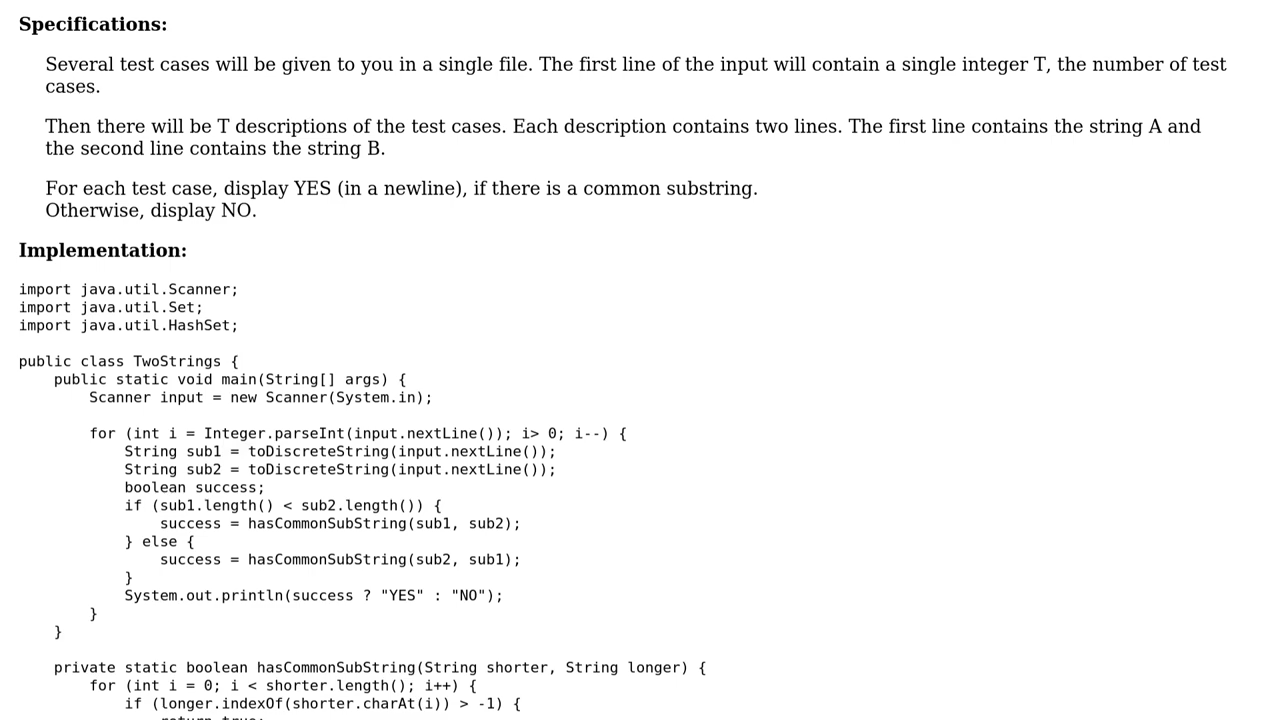 Specifications:
Several test cases will be given to you in a single file. The first line of the input will contain a single integer T, the number of test
cases.
Then there will be T descriptions of the test cases. Each description contains two lines. The first line contains the string A and
the second line contains the string B.
For each test case, display YES (in a newline), if there is a common substring.
Otherwise, display NO.
Implementation:
import java.util.Scanner;
import java.util.Set;
import java.util.HashSet;
public class TwoStrings {
    public static void main(String[] args) {
        Scanner input = new Scanner(System.in);
        for (int i = Integer.parseInt(input.nextLine()); i> 0; i--) {
            String sub1 = toDiscreteString(input.nextLine());
            String sub2 = toDiscreteString(input.nextLine());
            boolean success;
            if (sub1.length() < sub2.length()) {
                success = hasCommonSubString(sub1, sub2);
            } else {
                success = hasCommonSubString(sub2, sub1);
            }
            System.out.println(success ? "YES" : "NO");
        }
    }
    private static boolean hasCommonSubString(String shorter, String longer) {
        for (int i = 0; i < shorter.length(); i++) {
            if (longer.indexOf(shorter.charAt(i)) > -1) {